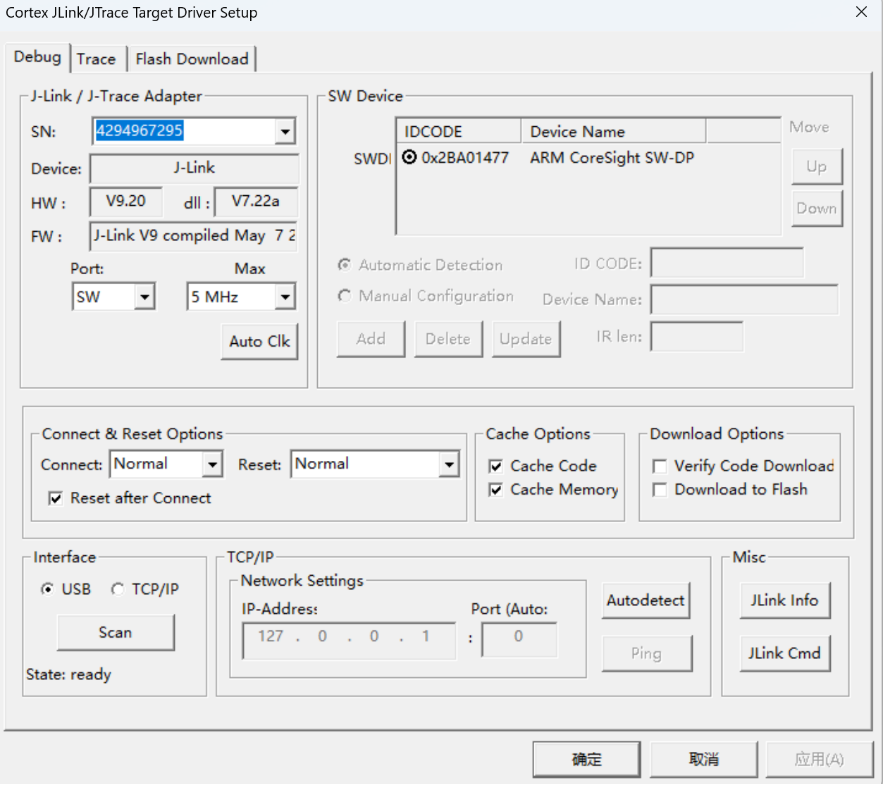 Cortex JLink/JTrace Target Driver Setup
Debug Trace Flash Download
J-Link / J-Trace Adapter
SN: 4294967295
Device: J-Link
HW : V9.20 dll : V7.22a
FW : J-Link V9 compiled May 7 2
Port: Max
SW 5 MHz
Auto Clk
SW Device
IDCODE Device Name
SWDI 0x2BA01477 ARM CoreSight SW-DP
Move
Up
Down
Automatic Detection ID CODE:
Manual Configuration Device Name:
Add Delete Update IR len:
Connect & Reset Options
Connect: Normal Reset: Normal
Reset after Connect
Cache Options
Cache Code
Cache Memory
Download Options
Verify Code Download
Download to Flash
Interface
USB TCP/IP
Scan
State: ready
TCP/IP
Network Settings
IP-Address: Port (Auto:
127 . 0 . 0 . 1 : 0
Autodetect
Ping
Misc
JLink Info
JLink Cmd
确定 取消 应用(A)